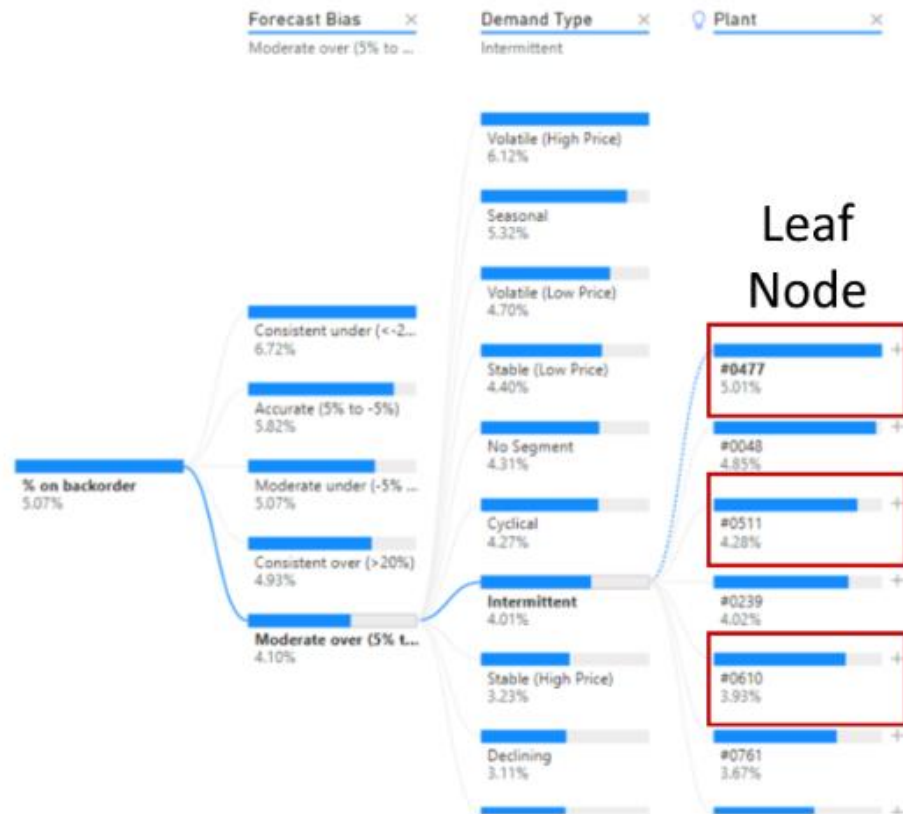 Forecast Bias ×
Moderate over (5% to ...
Demand Type ×
Intermittent
Plant ×
Leaf
Node
% on backorder
5.07%
Consistent under (<-2...
6.72%
Accurate (5% to -5%)
5.82%
Moderate under (-5% ...
5.07%
Consistent over (>20%)
4.93%
Moderate over (5% t...
4.10%
Volatile (High Price)
6.12%
Seasonal
5.32%
Volatile (Low Price)
4.70%
Stable (Low Price)
4.40%
No Segment
4.31%
Cyclical
4.27%
Intermittent
4.01%
Stable (High Price)
3.23%
Declining
3.11%
#0477
5.01%
#0048
4.85%
#0511
4.28%
#0239
4.02%
#0610
3.93%
#0761
3.67%